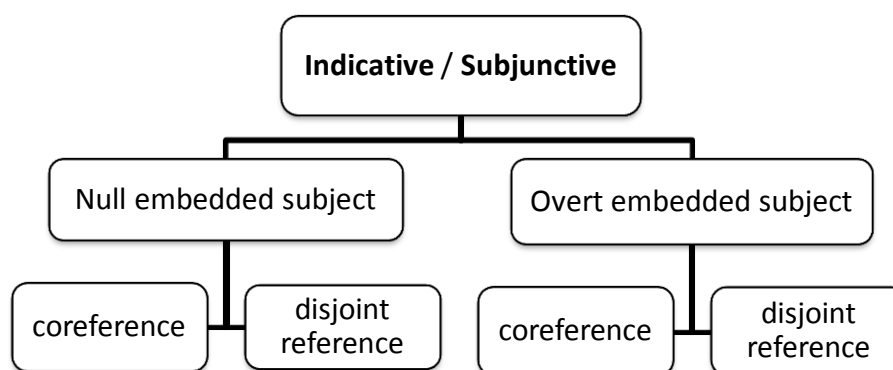 Indicative / Subjunctive
Null embedded subject
Overt embedded subject
coreference
disjoint
reference
coreference
disjoint
reference